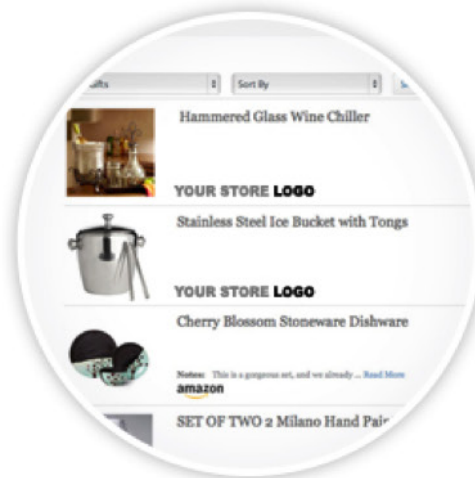 ifts
Sort By
Hammered Glass Wine Chiller
YOUR STORE LOGO
Stainless Steel Ice Bucket with Tongs
YOUR STORE LOGO
Cherry Blossom Stoneware Dishware
Notes: This is a gorgeous set, and we already ... Read More
amazon
SET OF TWO 2 Milano Hand Pai